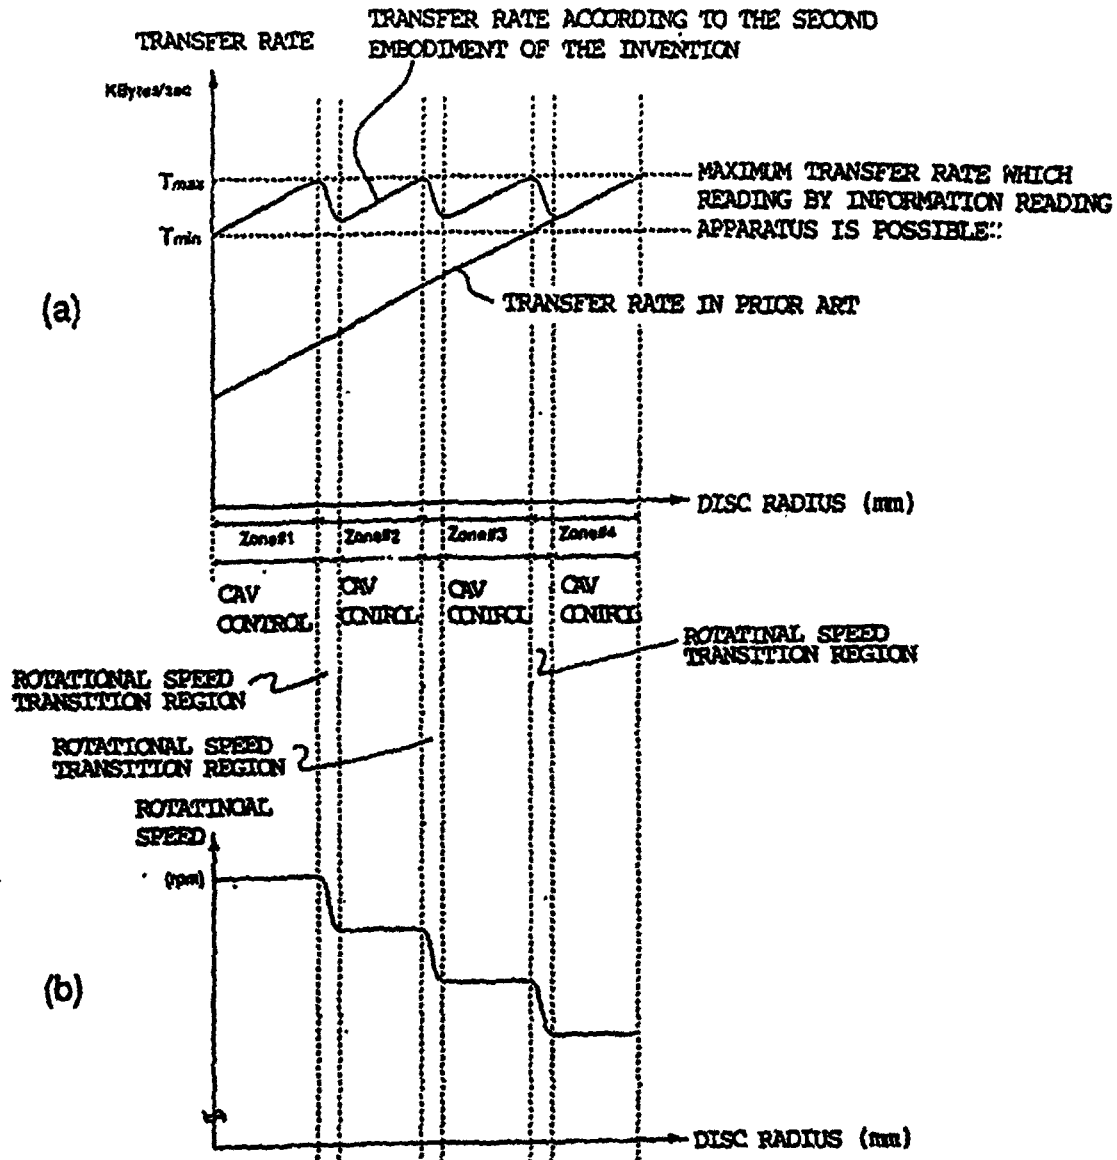 TRANSFER RATE ACCORDING TO THE SECOND
EMBODIMENT OF THE INVENTION
TRANSFER RATE
KBytes/sec
Tmax
Tmin
MAXIMUM TRANSFER RATE WHICH
READING BY INFORMATION READING
APPARATUS IS POSSIBLE
(a)
TRANSFER RATE IN PRIOR ART
DISC RADIUS (mm)
Zone#1 Zone#2 Zone#3 Zone#4
CAV
CONTROL
CAV
CONTROL
CAV
CONTROL
CAV
CONTROL
ROTATINAL SPEED
TRANSITION REGION
ROTATIONAL SPEED
TRANSITION REGION
ROTATIONAL SPEED
TRANSITION REGION
ROTATINOAL
SPEED
(rpm)
(b)
DISC RADIUS (mm)